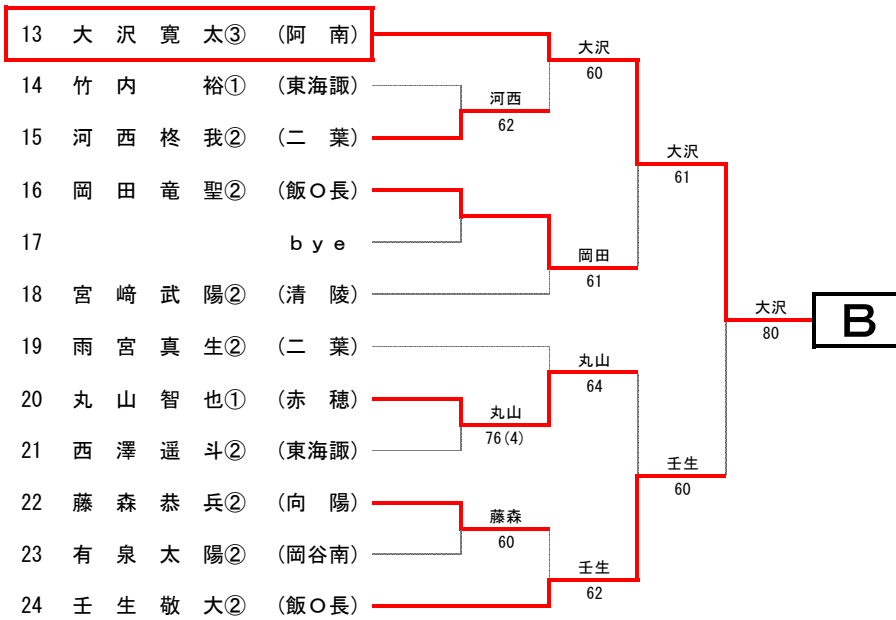 13 大沢寛太③ (阿南)
大沢
60
14 竹内 裕① (東海諏)
河西
62
15 河西柊我② (二葉)
大沢
61
16 岡田竜聖② (飯O長)
17 bye
岡田
61
18 宮﨑武陽② (清陵)
大沢
80
B
19 雨宮真生② (二葉)
丸山
64
20 丸山智也① (赤穂)
丸山
76(4)
21 西澤遥斗② (東海諏)
壬生
60
22 藤森恭兵② (向陽)
藤森
60
23 有泉太陽② (岡谷南)
壬生
62
24 壬生敬大② (飯O長)